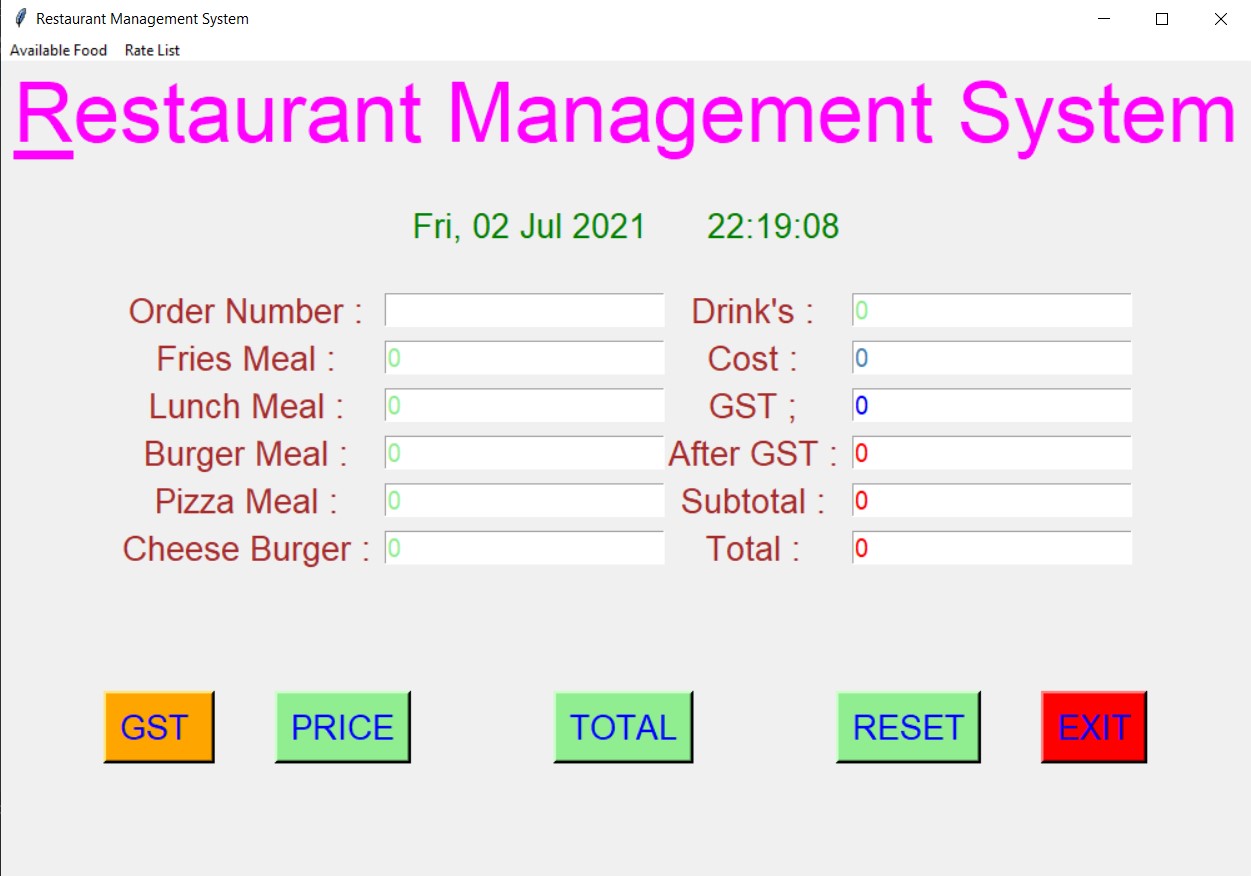 Restaurant Management System
Available Food Rate List
Restaurant Management System
Fri, 02 Jul 2021 22:19:08
Order Number : Drink's : 0
Fries Meal : 0 Cost : 0
Lunch Meal : 0 GST ; 0
Burger Meal : 0 After GST : 0
Pizza Meal : 0 Subtotal : 0
Cheese Burger : 0 Total : 0
GST PRICE TOTAL RESET EXIT